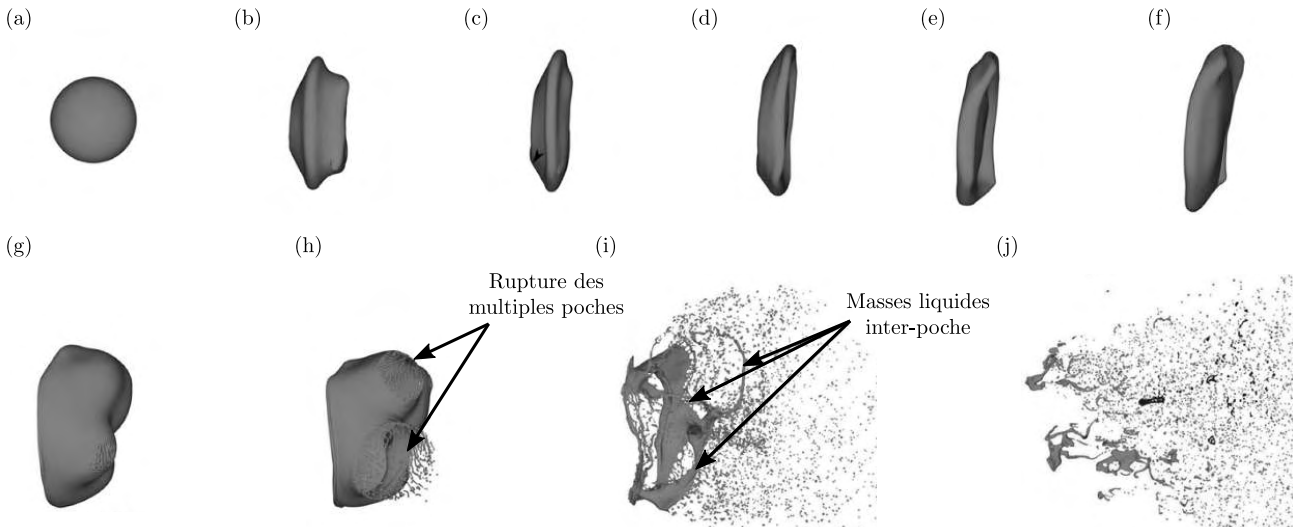 (a)
(b)
(c)
(d)
(e)
(f)
(g)
(h)
(i)
(j)
Rupture des
multiples poches
Masses liquides
inter-poche